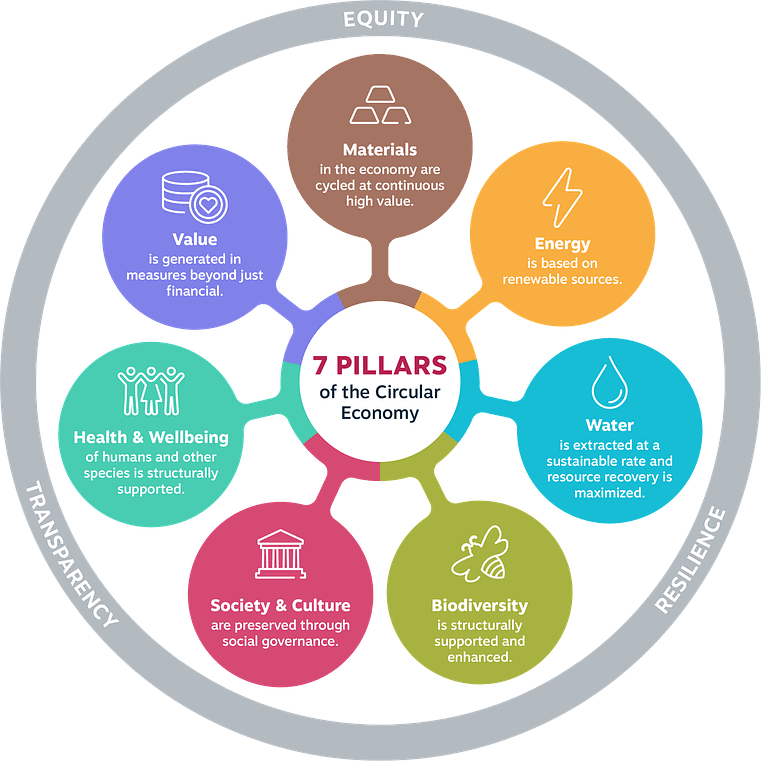 EQUITY
Materials
in the economy are
cycled at continuous
high value.
Energy
is based on
renewable sources.
Water
is extracted at a
sustainable rate and
resource recovery is
maximized.
Biodiversity
is structurally
supported and
enhanced.
Society & Culture
are preserved through
social governance.
Health & Wellbeing
of humans and other
species is structurally
supported.
Value
is generated in
measures beyond just
financial.
7 PILLARS
of the Circular
Economy
RESILIENCE
TRANSPARENCY